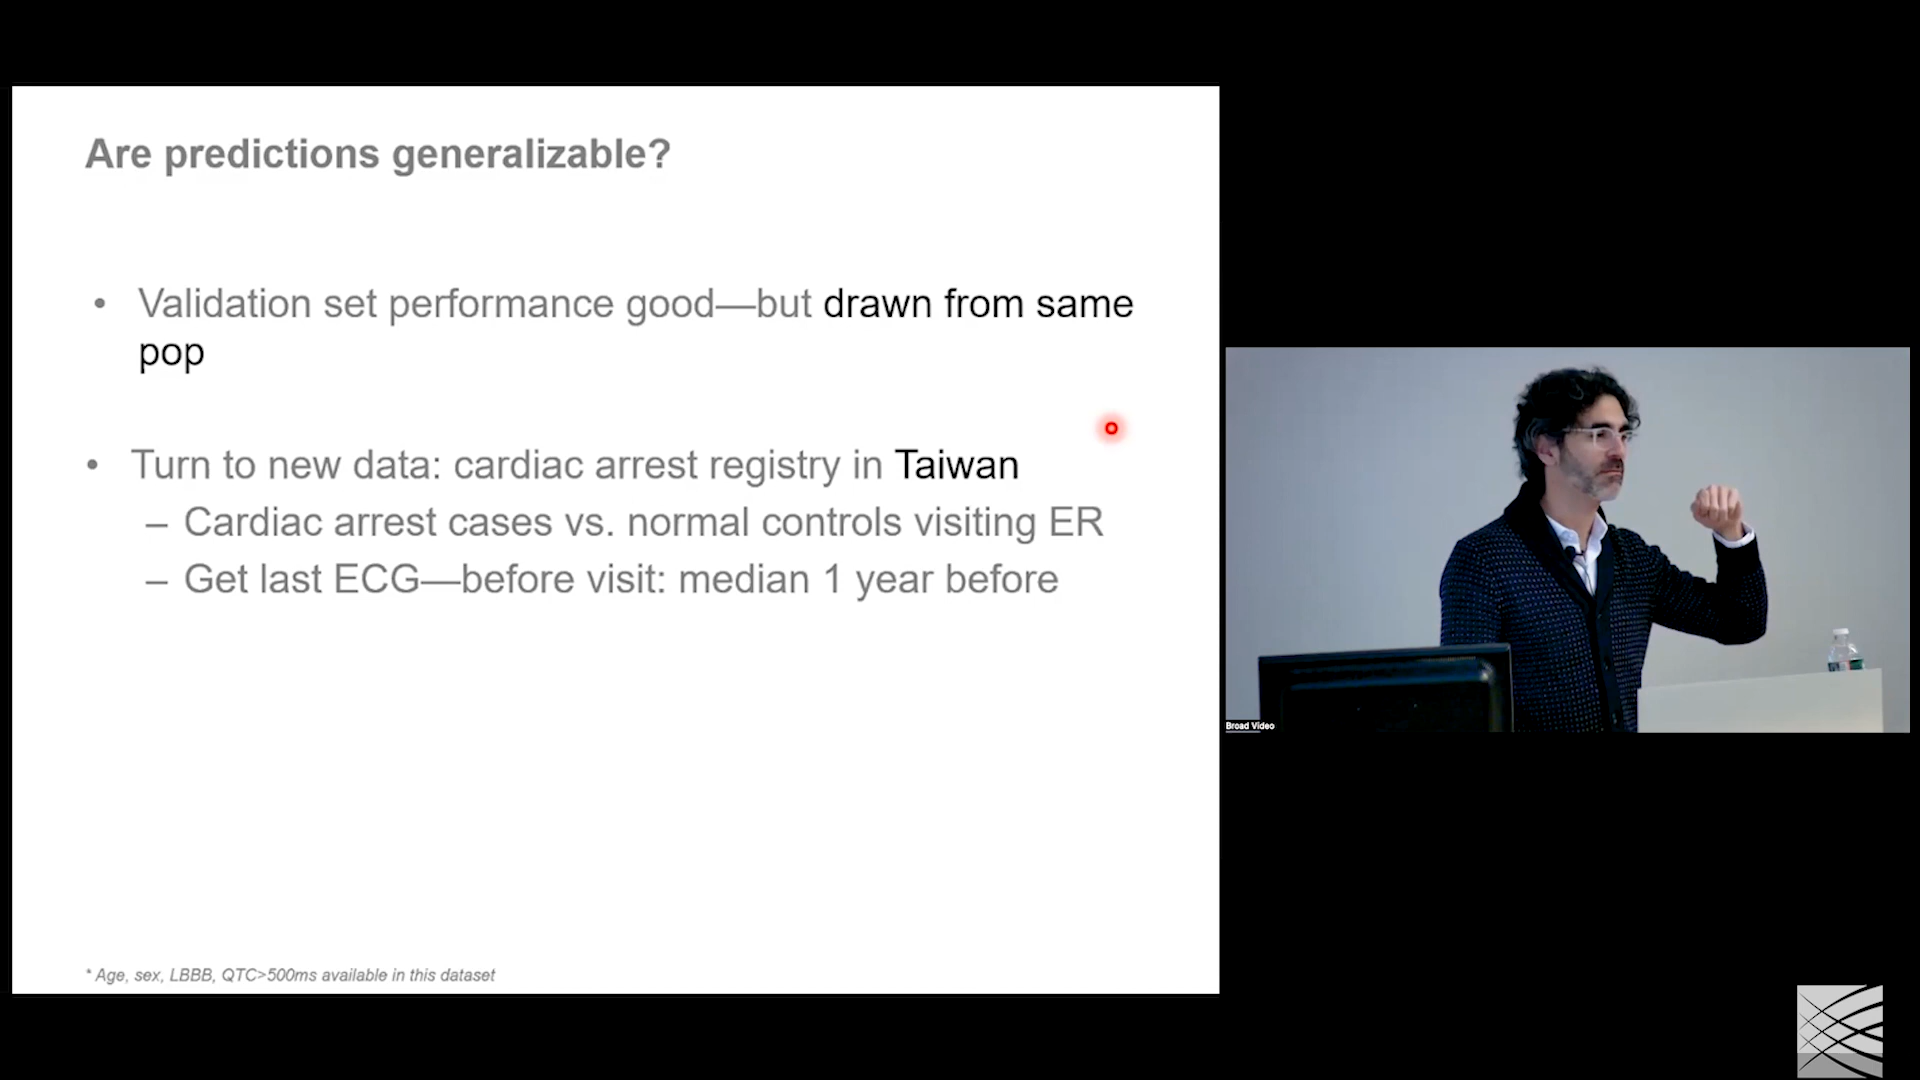 Are predictions generalizable?
• Validation set performance good—but drawn from same
pop
• Turn to new data: cardiac arrest registry in Taiwan
– Cardiac arrest cases vs. normal controls visiting ER
– Get last ECG—before visit: median 1 year before
* Age, sex, LBBB, QTC>500ms available in this dataset
Broad Video